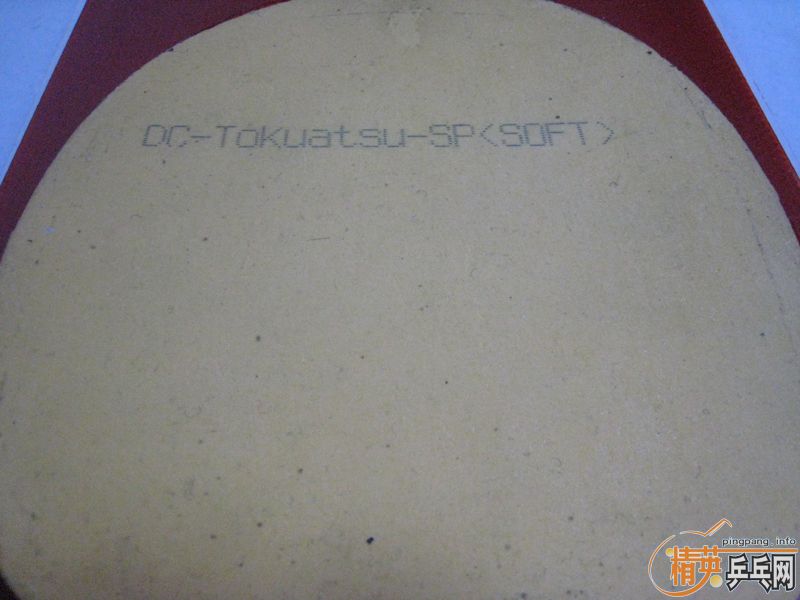 DC-Tokuatsu-SP<SOFT>
pingpang.info
精英乒乓网